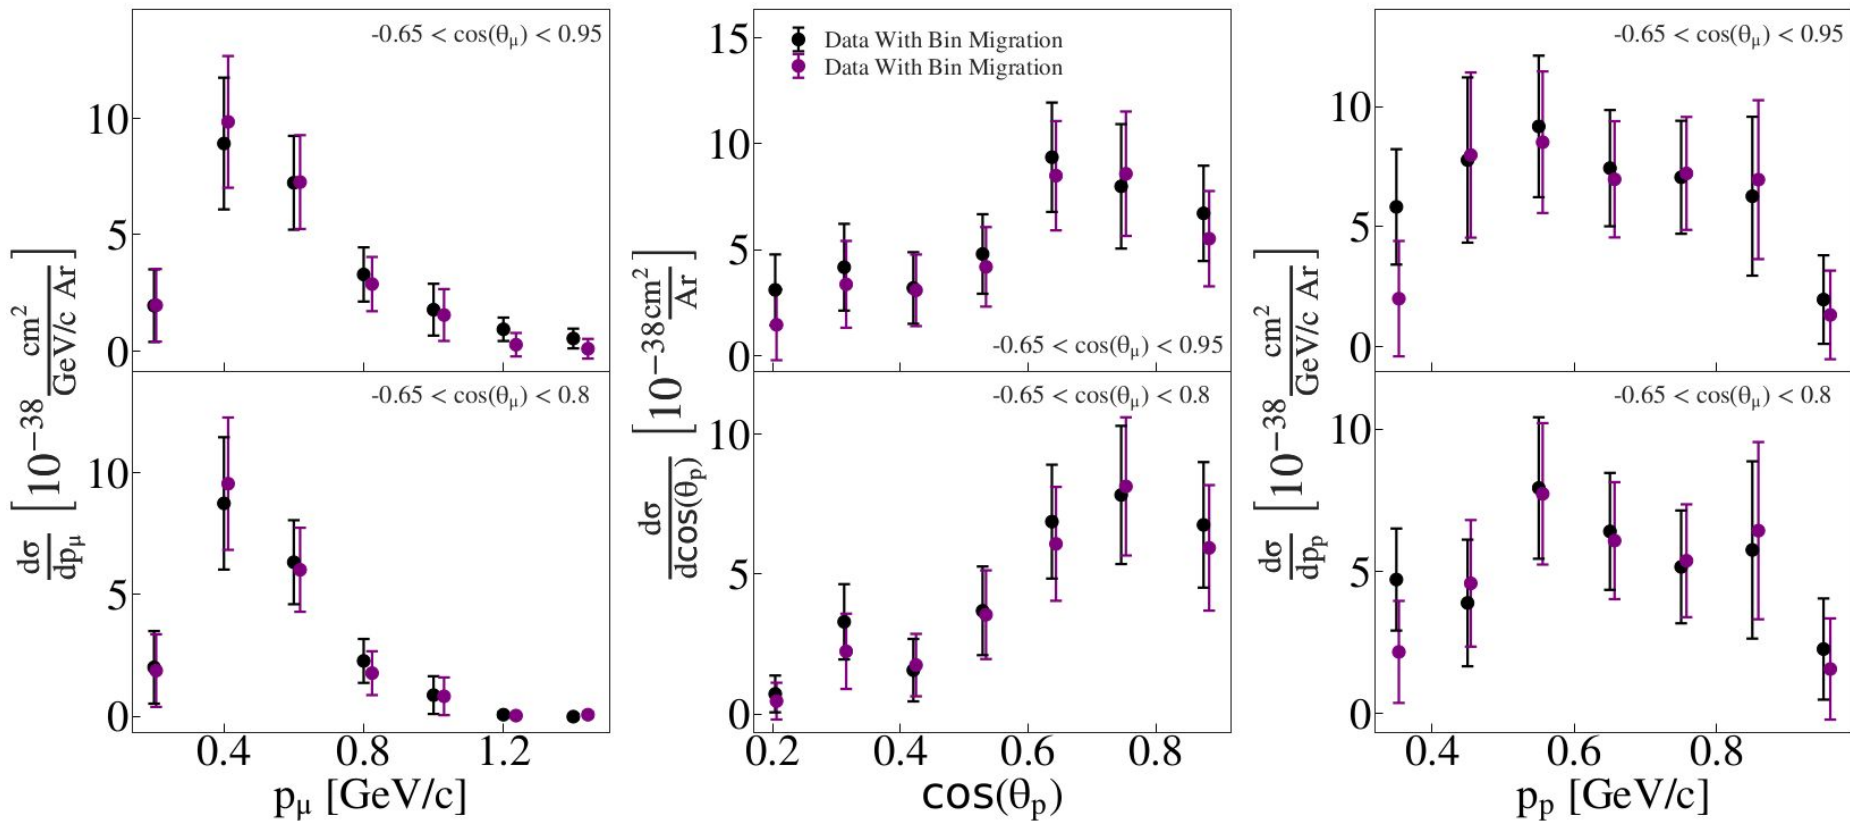 -0.65 < cos(θμ) < 0.95
10
5
0
-0.65 < cos(θμ) < 0.8
10
5
0
0.4 0.8 1.2
pμ [GeV/c]
dσ/dpμ [10−38 cm2/GeV/c Ar]
15
10
5
0
Data With Bin Migration
Data With Bin Migration
-0.65 < cos(θμ) < 0.95
-0.65 < cos(θμ) < 0.8
10
5
0
0.2 0.4 0.6 0.8
cos(θp)
dσ/dcos(θp) [10−38cm2/Ar]
-0.65 < cos(θμ) < 0.95
10
5
0
-0.65 < cos(θμ) < 0.8
10
5
0
0.4 0.6 0.8
pp [GeV/c]
dσ/dpp [10−38 cm2/GeV/c Ar]